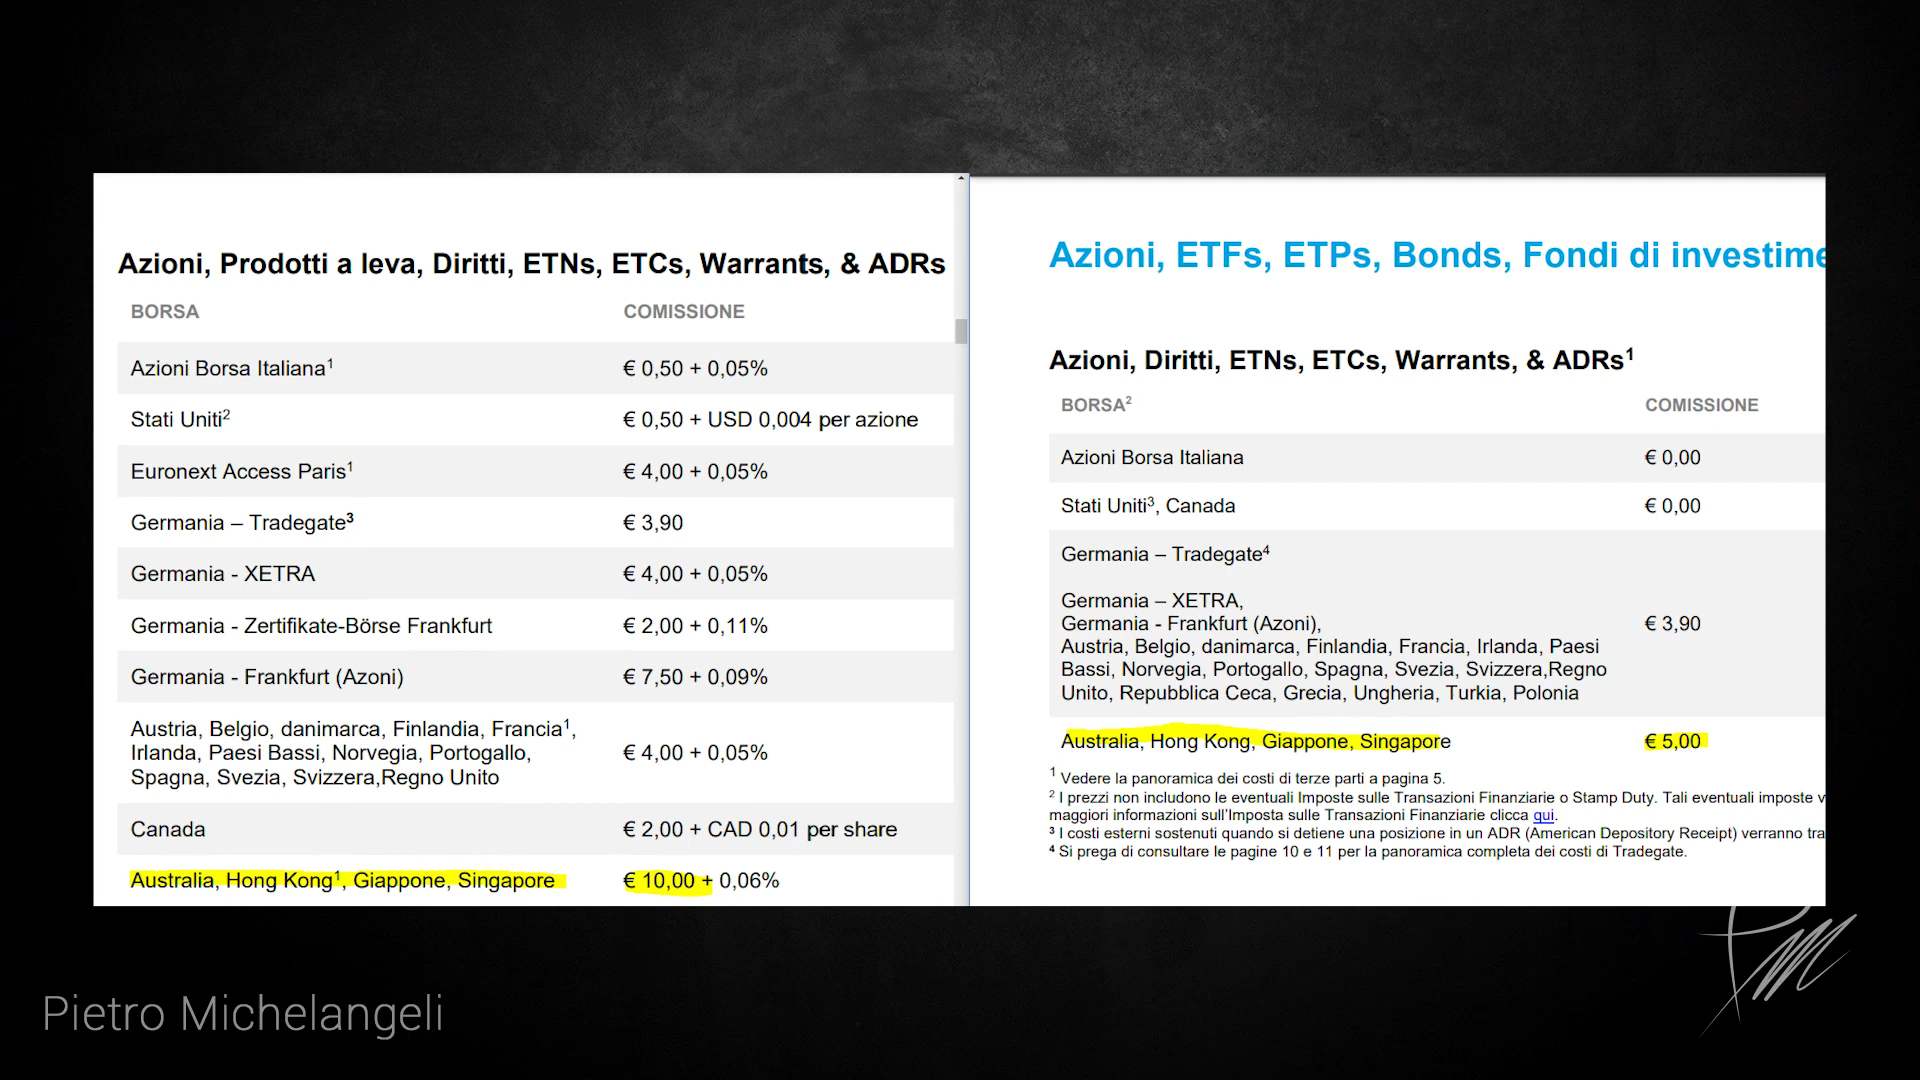 Azioni, Prodotti a leva, Diritti, ETNs, ETCs, Warrants, & ADRs
BORSA COMISSIONE
Azioni Borsa Italiana¹ € 0,50 + 0,05%
Stati Uniti² € 0,50 + USD 0,004 per azione
Euronext Access Paris¹ € 4,00 + 0,05%
Germania – Tradegate³ € 3,90
Germania - XETRA € 4,00 + 0,05%
Germania - Zertifikate-Börse Frankfurt € 2,00 + 0,11%
Germania - Frankfurt (Azoni) € 7,50 + 0,09%
Austria, Belgio, danimarca, Finlandia, Francia¹,
Irlanda, Paesi Bassi, Norvegia, Portogallo, € 4,00 + 0,05%
Spagna, Svezia, Svizzera,Regno Unito
Canada € 2,00 + CAD 0,01 per share
Australia, Hong Kong¹, Giappone, Singapore € 10,00 + 0,06%
Azioni, ETFs, ETPs, Bonds, Fondi di investime
Azioni, Diritti, ETNs, ETCs, Warrants, & ADRs¹
BORSA² COMISSIONE
Azioni Borsa Italiana € 0,00
Stati Uniti³, Canada € 0,00
Germania – Tradegate⁴
Germania – XETRA,
Germania - Frankfurt (Azoni), € 3,90
Austria, Belgio, danimarca, Finlandia, Francia, Irlanda, Paesi
Bassi, Norvegia, Portogallo, Spagna, Svezia, Svizzera,Regno
Unito, Repubblica Ceca, Grecia, Ungheria, Turkia, Polonia
Australia, Hong Kong, Giappone, Singapore € 5,00
¹ Vedere la panoramica dei costi di terze parti a pagina 5.
² I prezzi non includono le eventuali Imposte sulle Transazioni Finanziarie o Stamp Duty. Tali eventuali imposte v
maggiori informazioni sull'Imposta sulle Transazioni Finanziarie clicca qui.
³ I costi esterni sostenuti quando si detiene una posizione in un ADR (American Depository Receipt) verranno tra
⁴ Si prega di consultare le pagine 10 e 11 per la panoramica completa dei costi di Tradegate.
Pietro Michelangeli